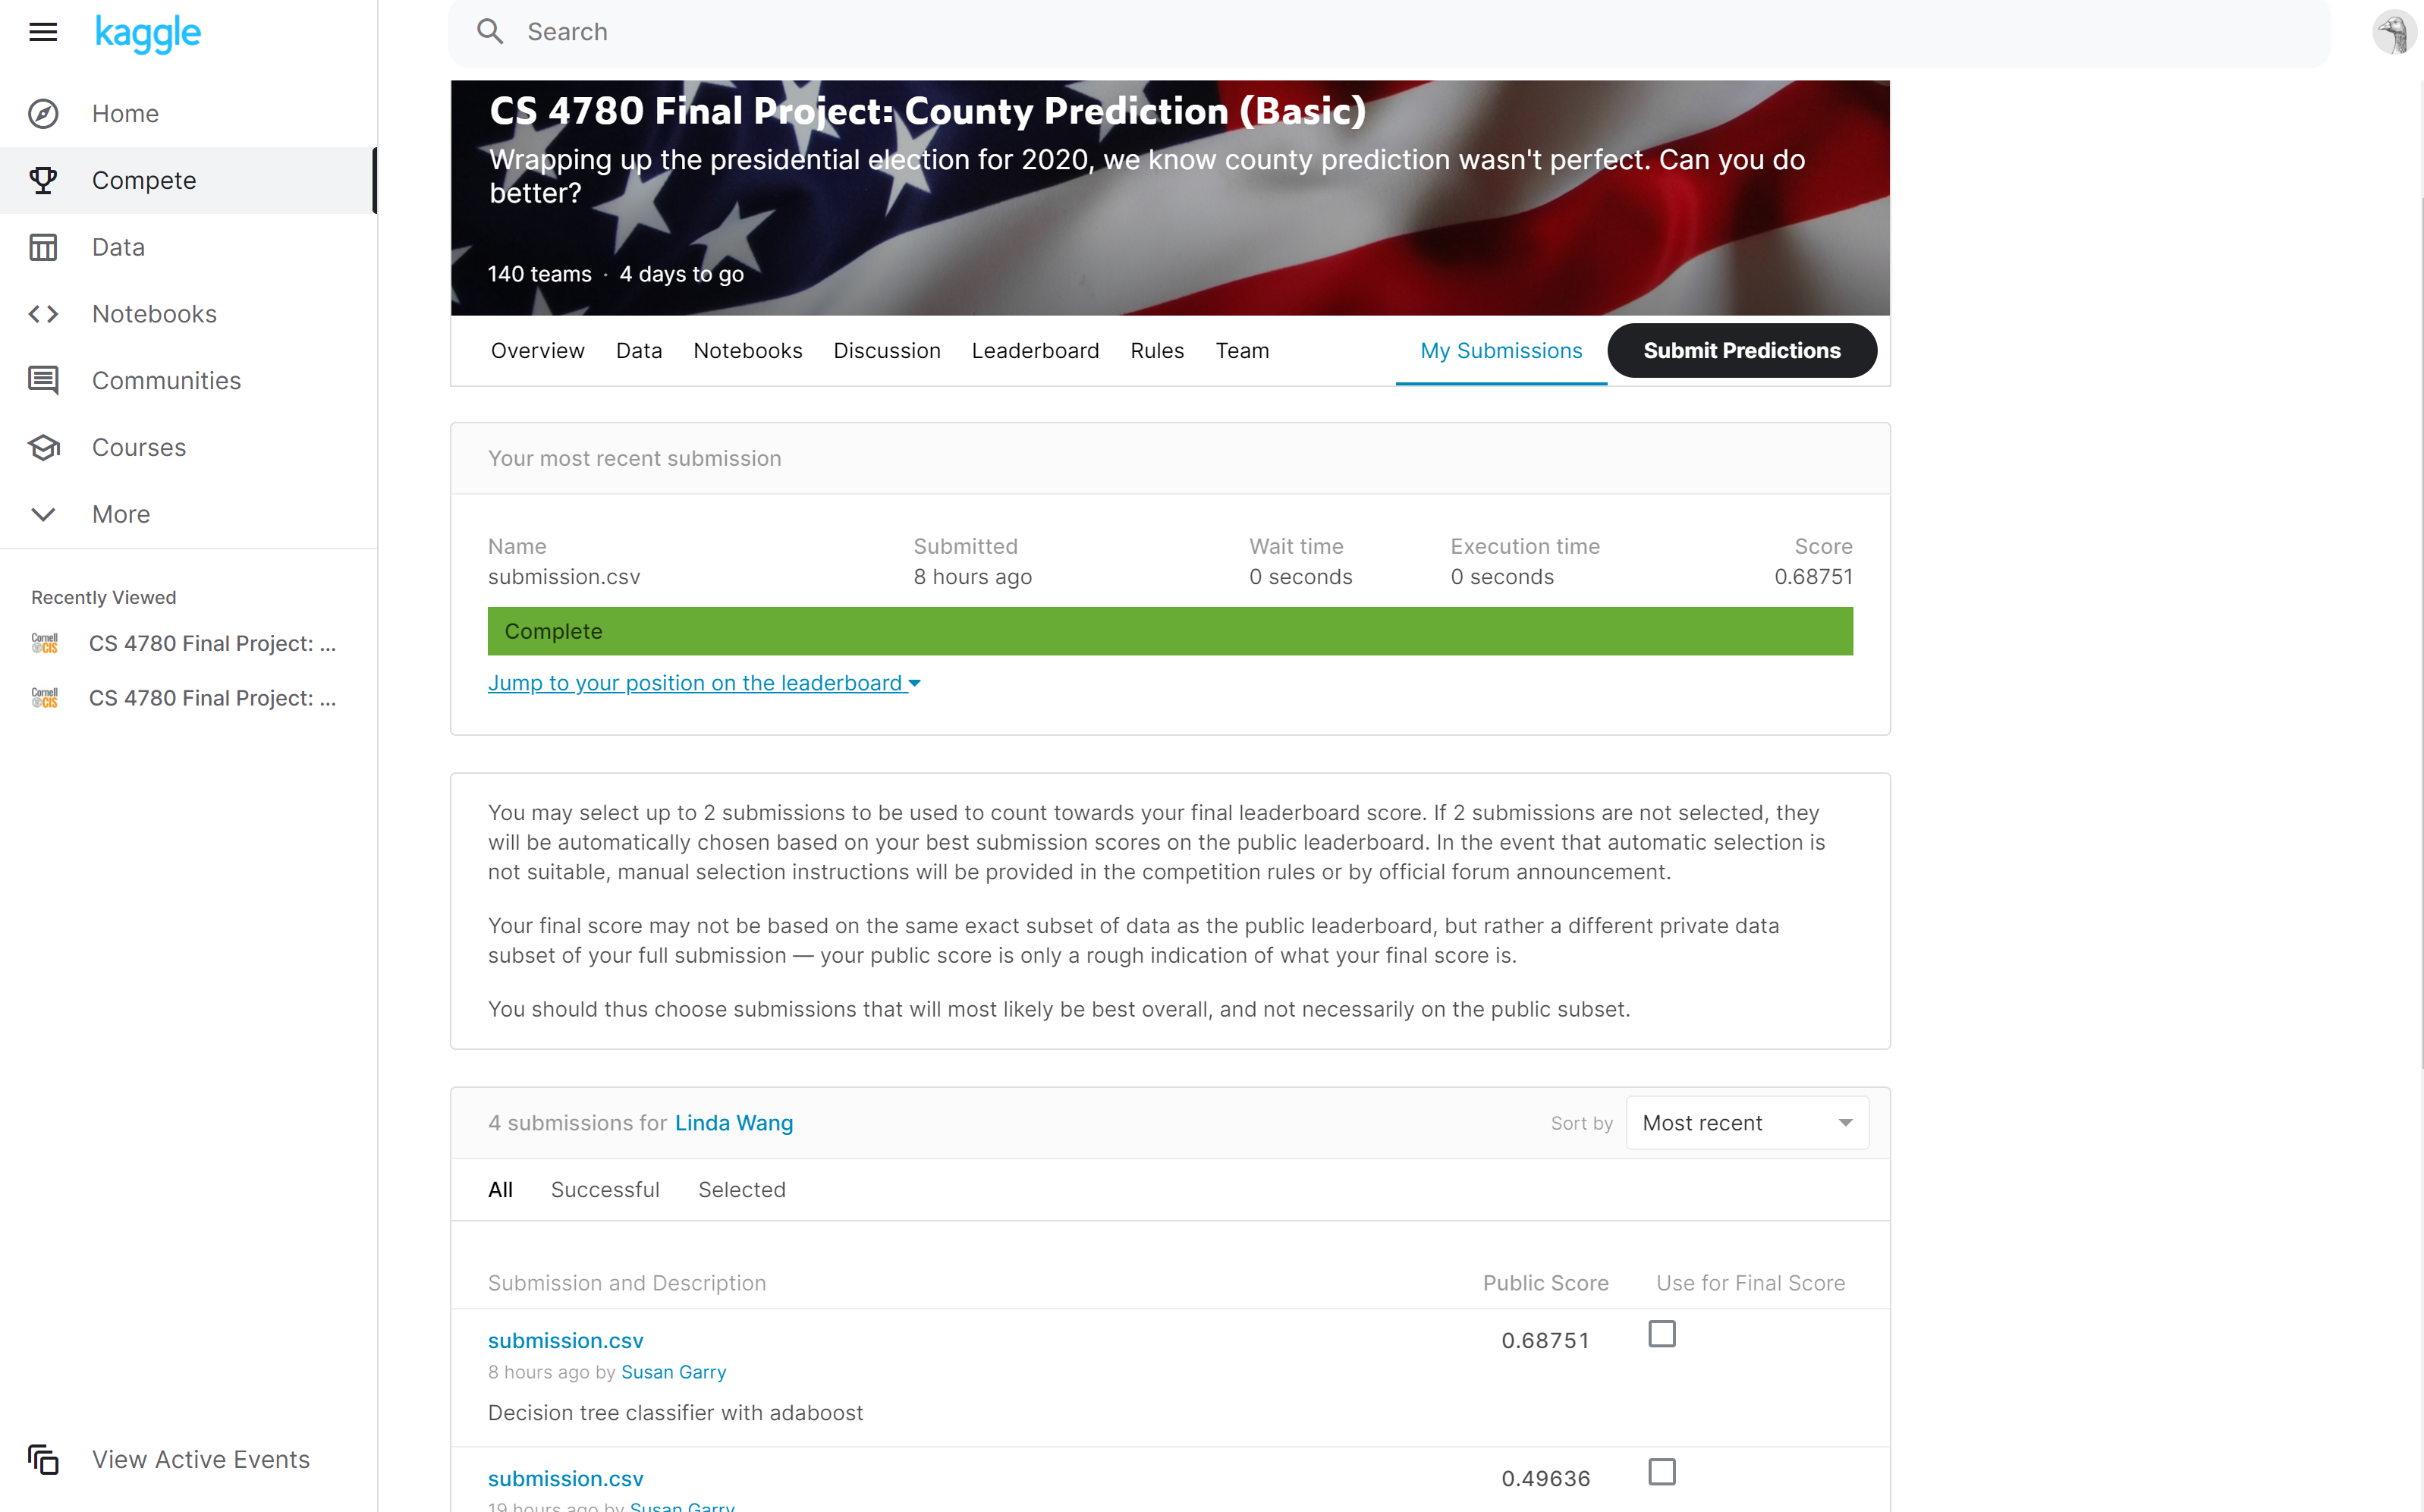 kaggle
Search
Home
Compete
Data
Notebooks
Communities
Courses
More
Recently Viewed
Cornell CIS
CS 4780 Final Project: ...
Cornell CIS
CS 4780 Final Project: ...
View Active Events
CS 4780 Final Project: County Prediction (Basic)
Wrapping up the presidential election for 2020, we know county prediction wasn't perfect. Can you do
better?
140 teams · 4 days to go
Overview Data Notebooks Discussion Leaderboard Rules Team My Submissions Submit Predictions
Your most recent submission
Name Submitted Wait time Execution time Score
submission.csv 8 hours ago 0 seconds 0 seconds 0.68751
Complete
Jump to your position on the leaderboard
You may select up to 2 submissions to be used to count towards your final leaderboard score. If 2 submissions are not selected, they
will be automatically chosen based on your best submission scores on the public leaderboard. In the event that automatic selection is
not suitable, manual selection instructions will be provided in the competition rules or by official forum announcement.
Your final score may not be based on the same exact subset of data as the public leaderboard, but rather a different private data
subset of your full submission — your public score is only a rough indication of what your final score is.
You should thus choose submissions that will most likely be best overall, and not necessarily on the public subset.
4 submissions for Linda Wang Sort by Most recent
All Successful Selected
Submission and Description Public Score Use for Final Score
submission.csv 0.68751
8 hours ago by Susan Garry
Decision tree classifier with adaboost
submission.csv 0.49636
19 hours ago by Susan Garry